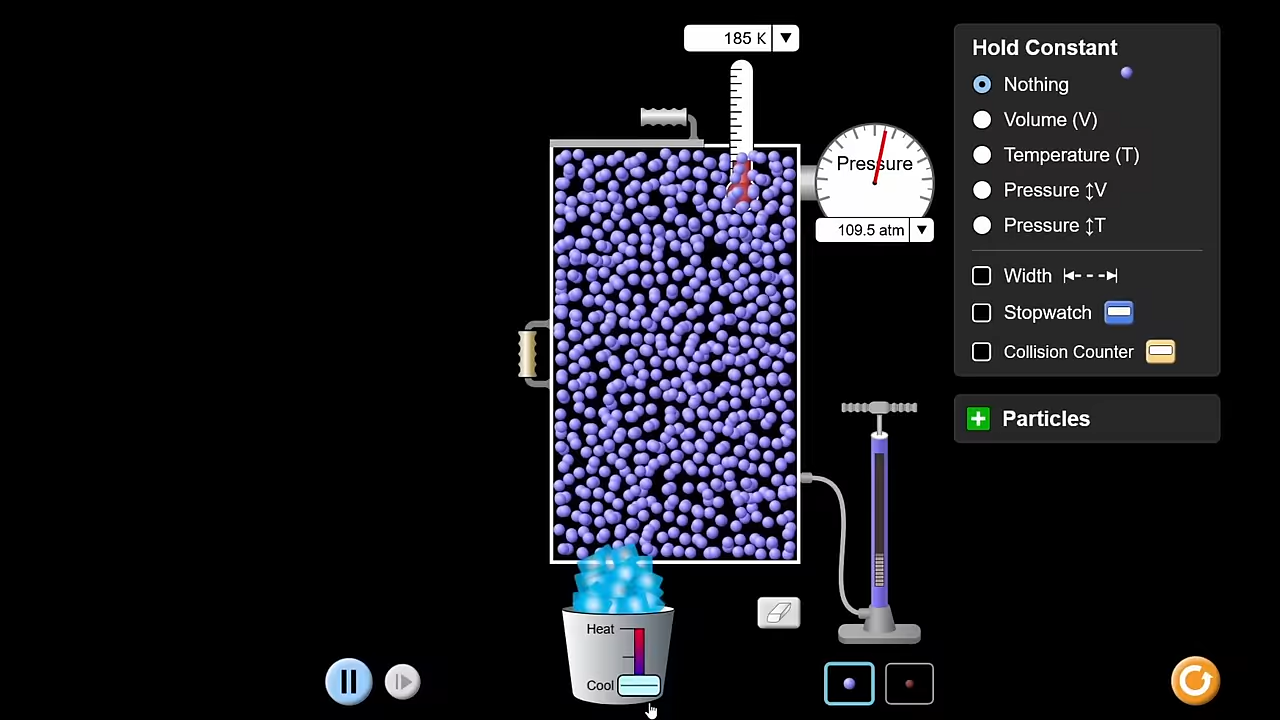 185 K
Hold Constant
Nothing
Volume (V)
Temperature (T)
Pressure ↕V
Pressure ↕T
Pressure
109.5 atm
Width
Stopwatch
Collision Counter
Particles
Heat
Cool